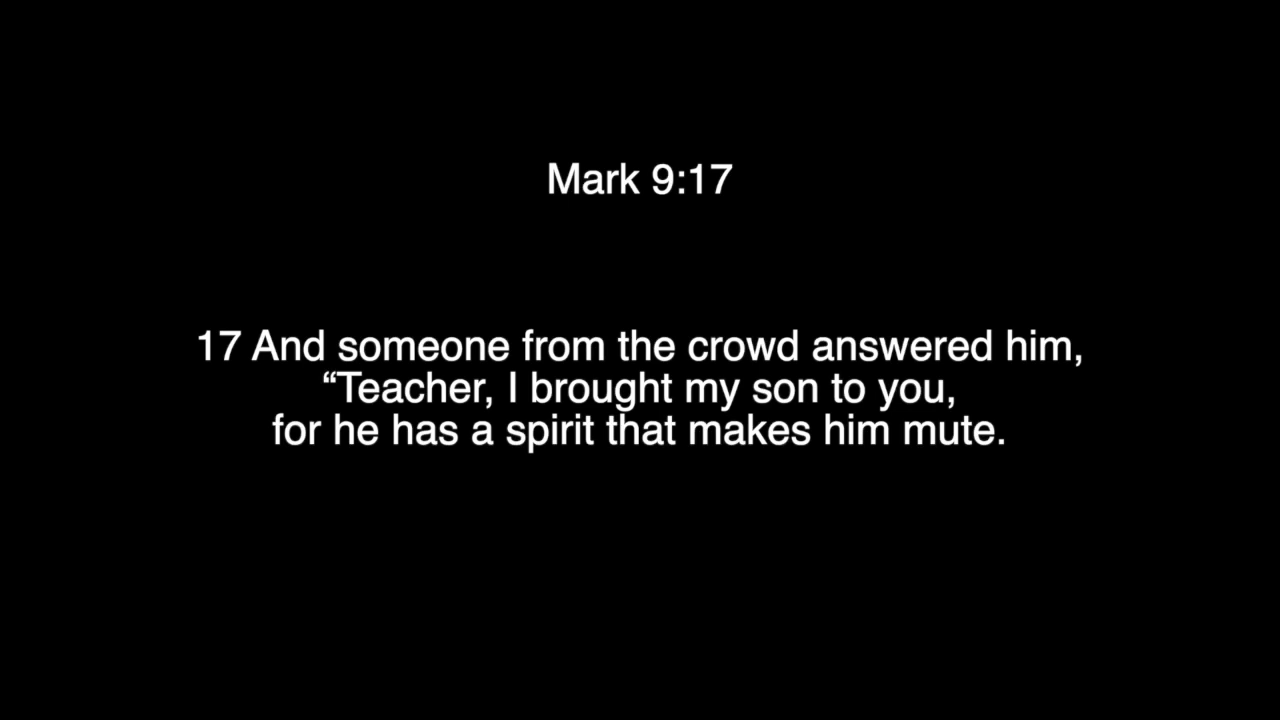 Mark 9:17
17 And someone from the crowd answered him,
“Teacher, I brought my son to you,
for he has a spirit that makes him mute.